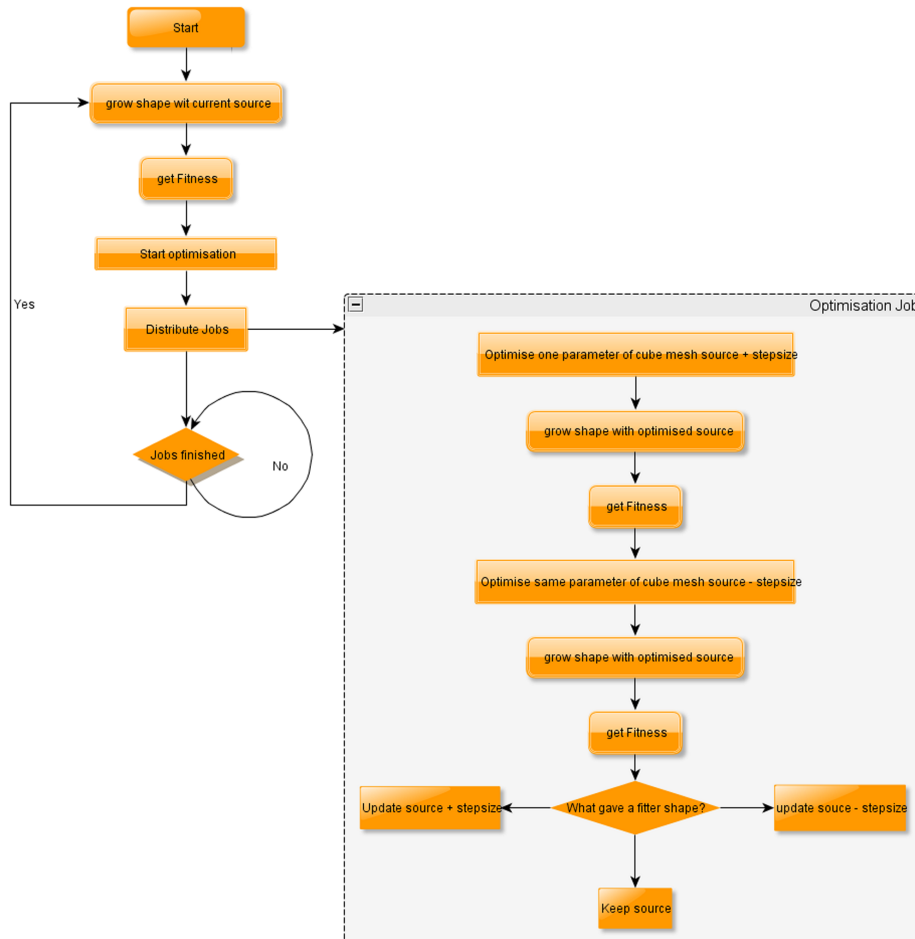 Start
grow shape wit current source
get Fitness
Start optimisation
Yes
Distribute Jobs
Jobs finished
No
Optimisation Job
Optimise one parameter of cube mesh source + stepsize
grow shape with optimised source
get Fitness
Optimise same parameter of cube mesh source - stepsize
grow shape with optimised source
get Fitness
Update source + stepsize
What gave a fitter shape?
update souce - stepsize
Keep source